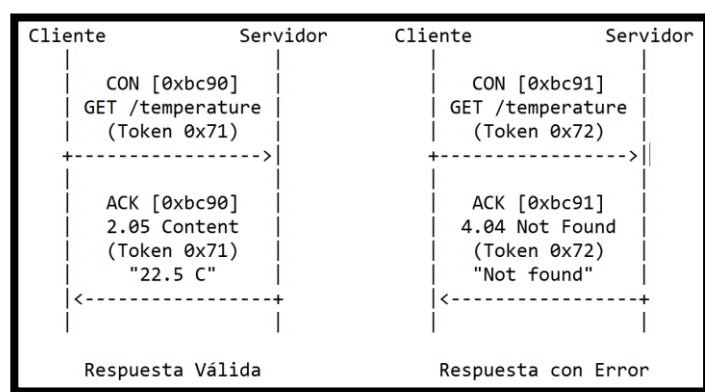 Cliente Servidor Cliente Servidor
CON [0xbc90] CON [0xbc91]
GET /temperature GET /temperature
(Token 0x71) (Token 0x72)
ACK [0xbc90] ACK [0xbc91]
2.05 Content 4.04 Not Found
(Token 0x71) (Token 0x72)
"22.5 C" "Not found"
Respuesta Válida Respuesta con Error